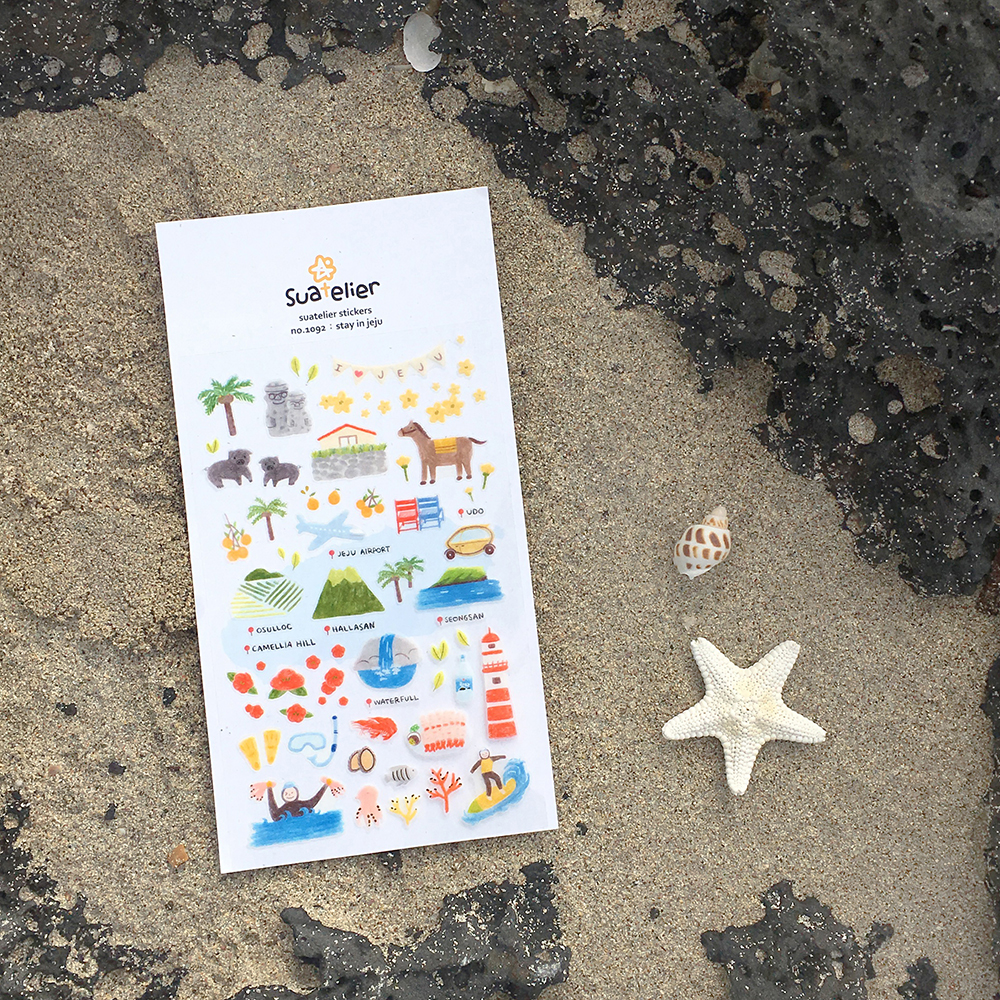 Suatelier
suatelier stickers
no.1092 : stay in jeju
I ♥ JEJU
UDO
JEJU AIRPORT
SEONGSAN
OSULLOC
HALLASAN
CAMELLIA HILL
WATERFULL